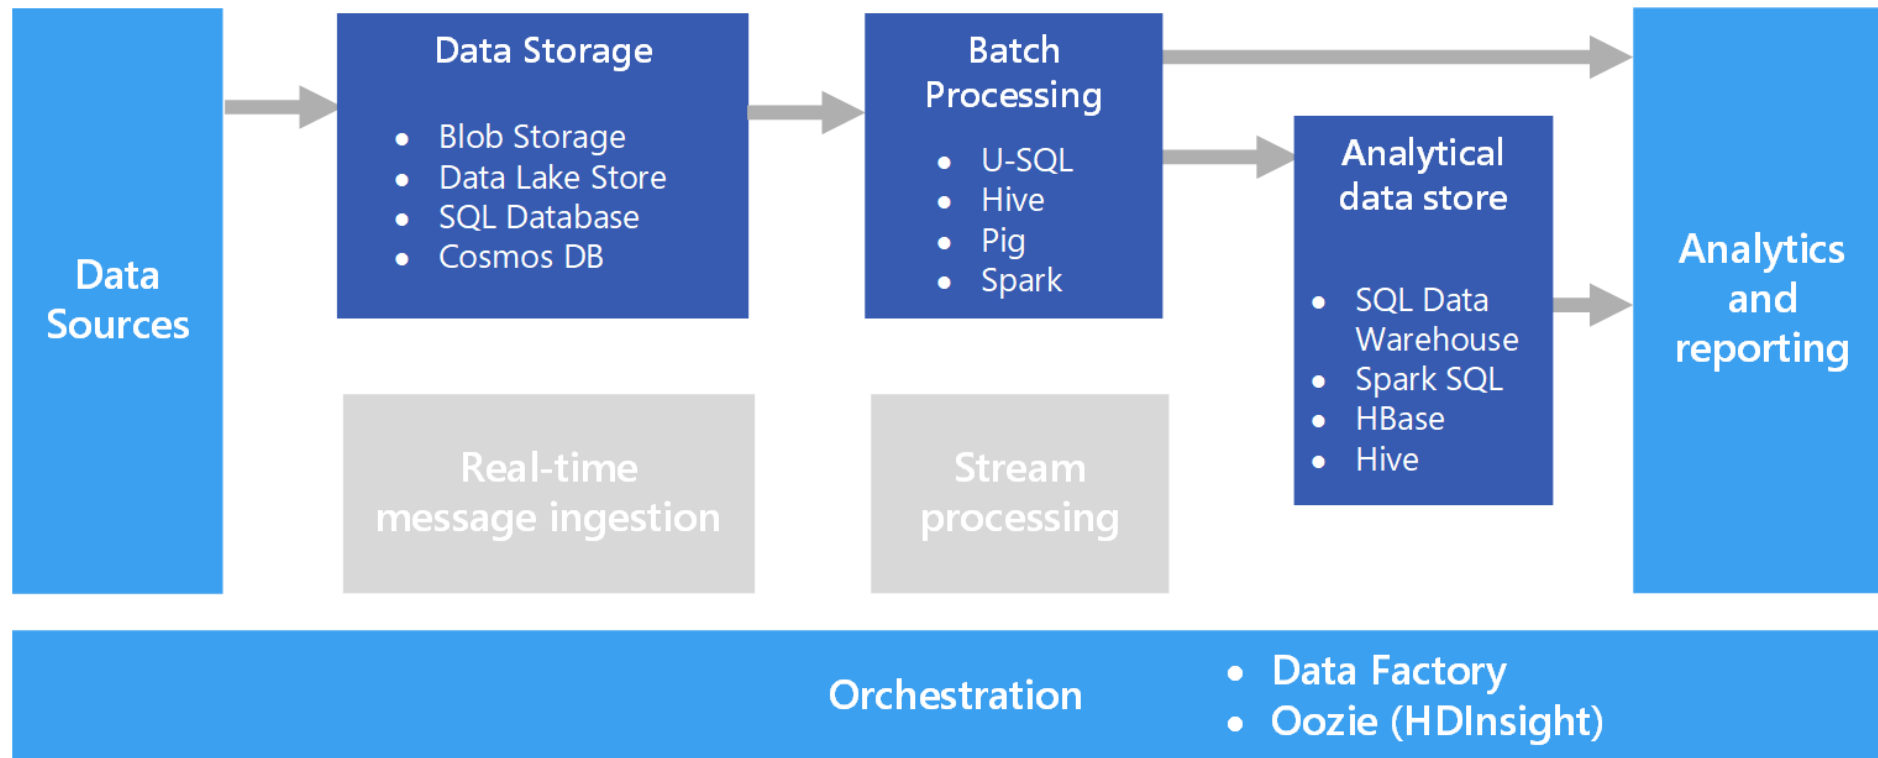 Data
Sources
Data Storage
● Blob Storage
● Data Lake Store
● SQL Database
● Cosmos DB
Batch
Processing
● U-SQL
● Hive
● Pig
● Spark
Analytical
data store
● SQL Data
Warehouse
● Spark SQL
● HBase
● Hive
Analytics
and
reporting
Real-time
message ingestion
Stream
processing
Orchestration
● Data Factory
● Oozie (HDInsight)